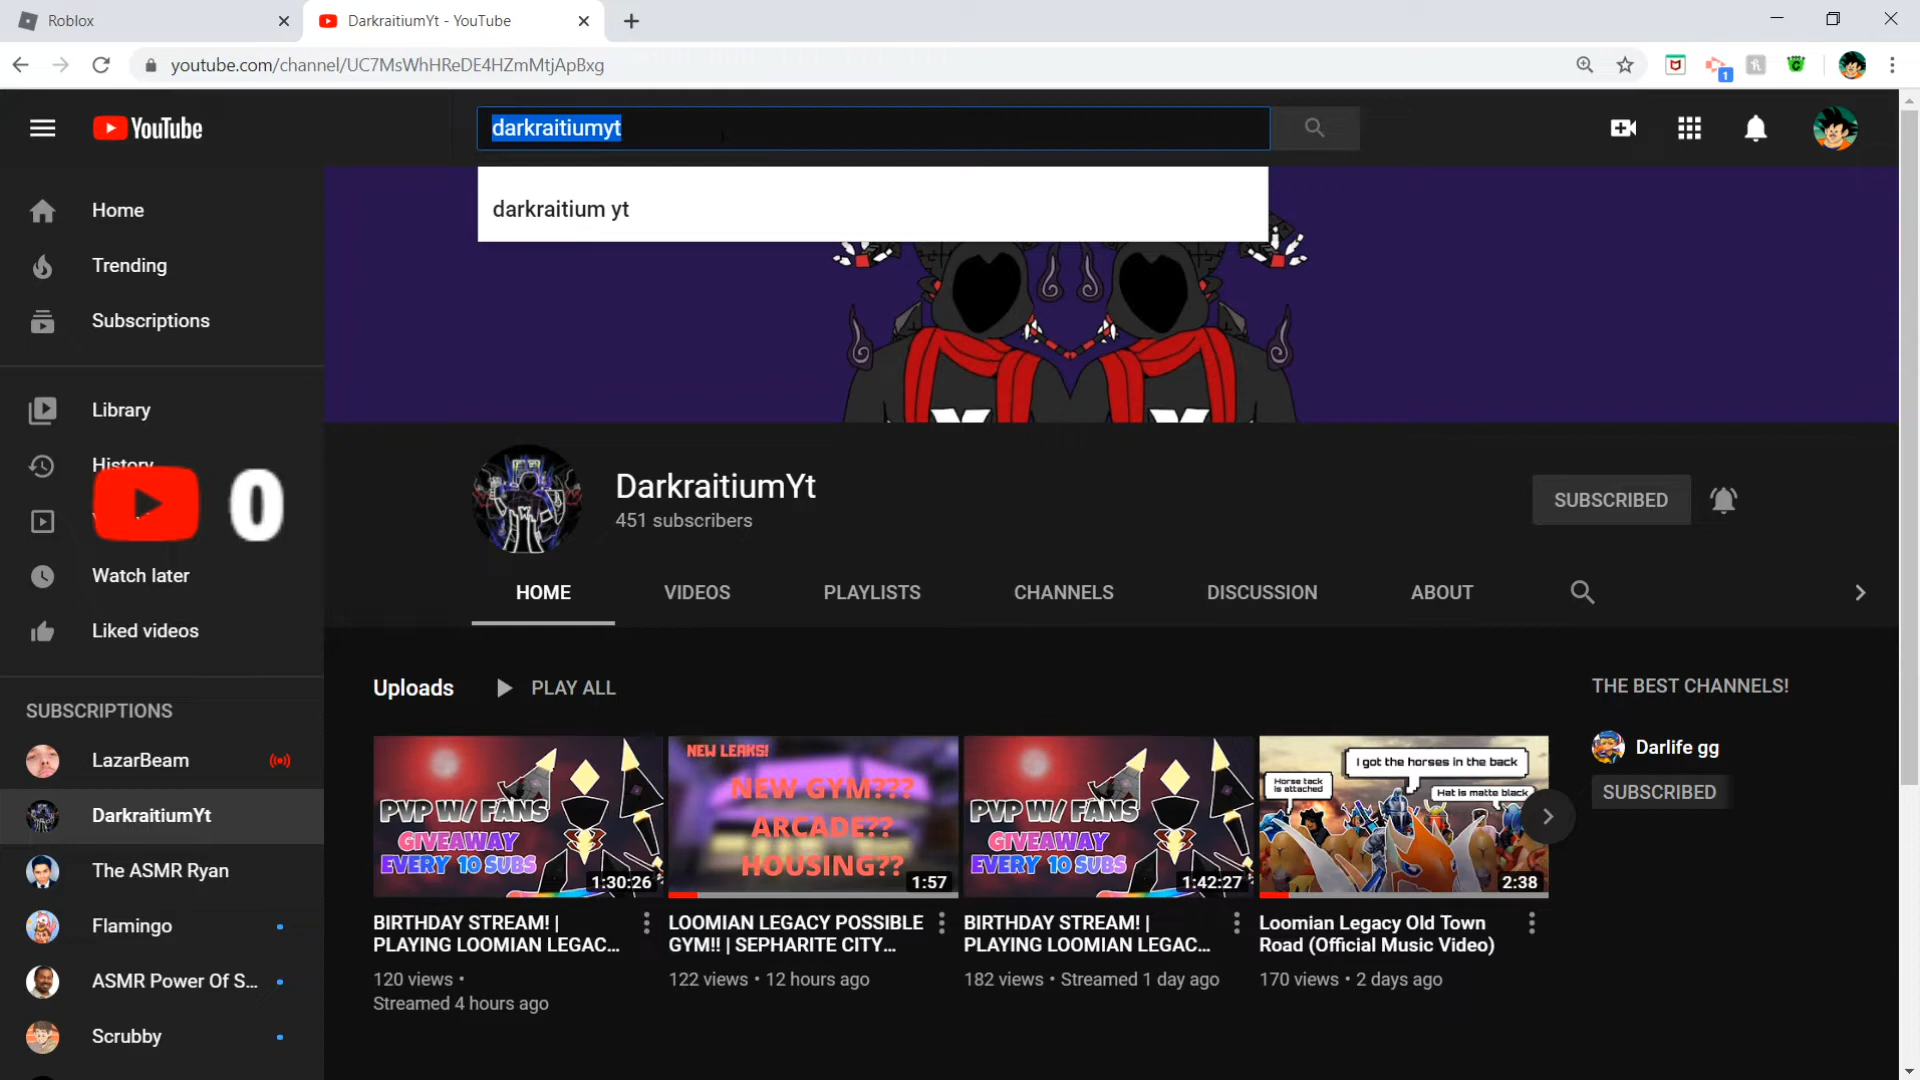 Roblox
DarkraitiumYt - YouTube
youtube.com/channel/UC7MsWhHReDE4HZmMtjApBxg
1
YouTube
darkraitiumyt
darkraitium yt
Home
Trending
Subscriptions
Library
History
0
Watch later
Liked videos
SUBSCRIPTIONS
LazarBeam
DarkraitiumYt
The ASMR Ryan
Flamingo
ASMR Power Of S...
Scrubby
DarkraitiumYt
451 subscribers
SUBSCRIBED
HOME
VIDEOS
PLAYLISTS
CHANNELS
DISCUSSION
ABOUT
Uploads
PLAY ALL
PVP W/ FANS
GIVEAWAY
EVERY 10 SUBS
1:30:26
BIRTHDAY STREAM! |
PLAYING LOOMIAN LEGAC...
120 views •
Streamed 4 hours ago
NEW LEAKS!
NEW GYM???
ARCADE??
HOUSING??
1:57
LOOMIAN LEGACY POSSIBLE
GYM!! | SEPHARITE CITY...
122 views • 12 hours ago
PVP W/ FANS
GIVEAWAY
EVERY 10 SUBS
1:42:27
BIRTHDAY STREAM! |
PLAYING LOOMIAN LEGAC...
182 views • Streamed 1 day ago
I got the horses in the back
Horse tack
is attached
Hat is matte black
2:38
Loomian Legacy Old Town
Road (Official Music Video)
170 views • 2 days ago
THE BEST CHANNELS!
Darlife gg
SUBSCRIBED